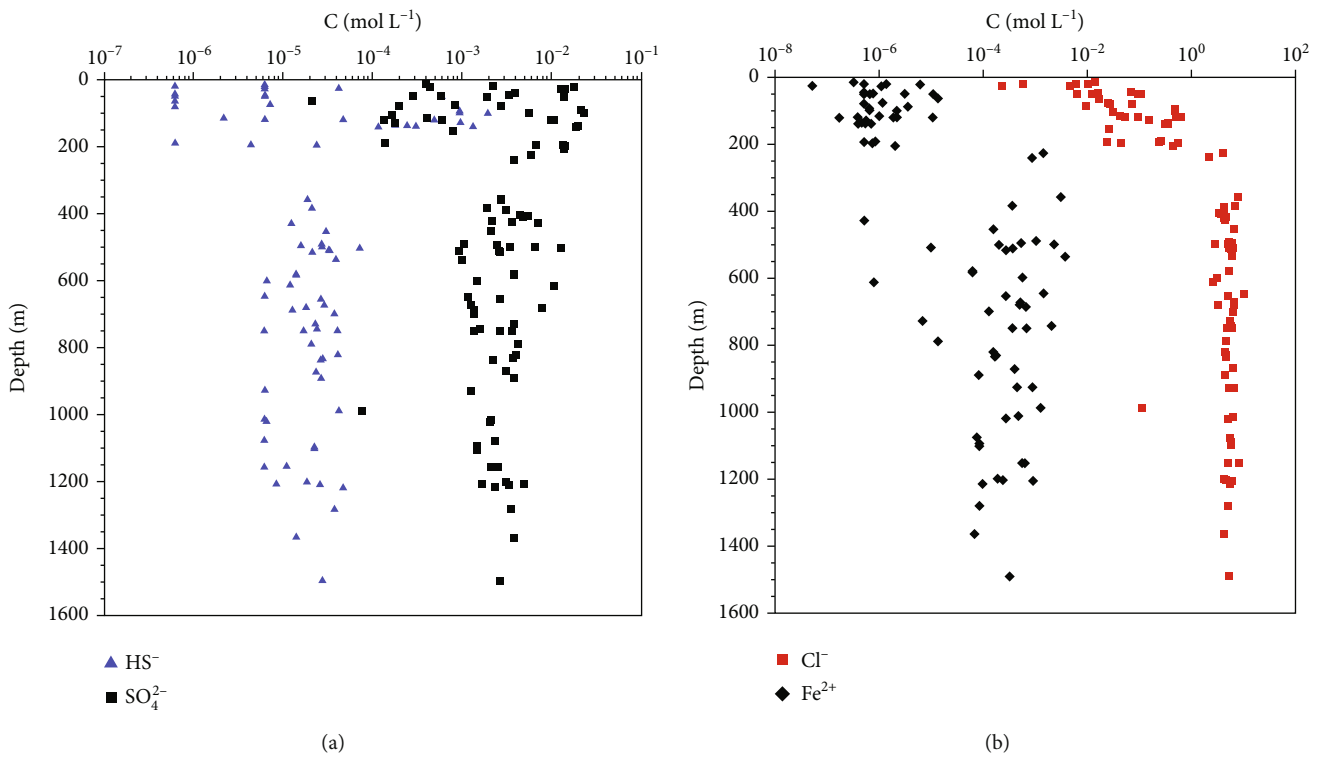 (a)
C (mol L⁻¹)
10⁻⁷ 10⁻⁶ 10⁻⁵ 10⁻⁴ 10⁻³ 10⁻² 10⁻¹
0
200
400
600
800
1000
1200
1400
1600
Depth (m)
HS⁻
SO₄²⁻
(a)
C (mol L⁻¹)
10⁻⁸ 10⁻⁶ 10⁻⁴ 10⁻² 10⁰ 10²
0
200
400
600
800
1000
1200
1400
1600
Depth (m)
Cl⁻
Fe²⁺
(b)